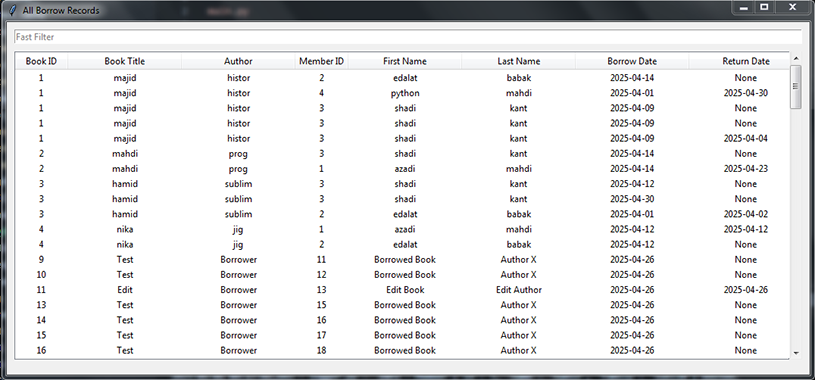 All Borrow Records
Fast Filter
Book ID Book Title Author Member ID First Name Last Name Borrow Date Return Date
1 majid histor 2 edalat babak 2025-04-14 None
1 majid histor 4 python mahdi 2025-04-01 2025-04-30
1 majid histor 3 shadi kant 2025-04-09 None
1 majid histor 3 shadi kant 2025-04-09 None
1 majid histor 3 shadi kant 2025-04-09 2025-04-04
2 mahdi prog 3 shadi kant 2025-04-14 None
2 mahdi prog 1 azadi mahdi 2025-04-14 2025-04-23
3 hamid sublim 3 shadi kant 2025-04-12 None
3 hamid sublim 3 shadi kant 2025-04-30 None
3 hamid sublim 2 edalat babak 2025-04-01 2025-04-02
4 nika jig 1 azadi mahdi 2025-04-12 2025-04-12
4 nika jig 2 edalat babak 2025-04-12 None
9 Test Borrower 11 Borrowed Book Author X 2025-04-26 None
10 Test Borrower 12 Borrowed Book Author X 2025-04-26 None
11 Edit Borrower 13 Edit Book Edit Author 2025-04-26 2025-04-26
13 Test Borrower 15 Borrowed Book Author X 2025-04-26 None
14 Test Borrower 16 Borrowed Book Author X 2025-04-26 None
15 Test Borrower 17 Borrowed Book Author X 2025-04-26 None
16 Test Borrower 18 Borrowed Book Author X 2025-04-26 None